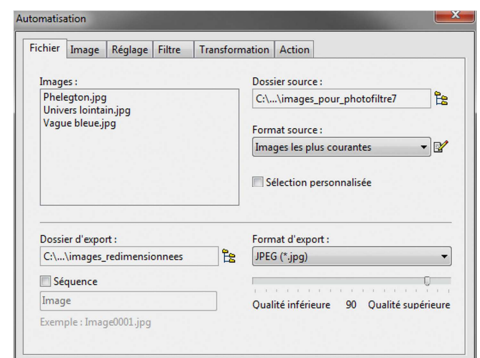 Automatisation
Fichier Image Réglage Filtre Transformation Action
Images :
Phelegton.jpg
Univers lointain.jpg
Vague bleue.jpg
Dossier source :
C:\...\images_pour_photofiltre7
Format source :
Images les plus courantes
Sélection personnalisée
Dossier d'export :
C:\...\images_redimensionnees
Séquence
Image
Exemple : Image0001.jpg
Format d'export :
JPEG (*.jpg)
Qualité inférieure 90 Qualité supérieure